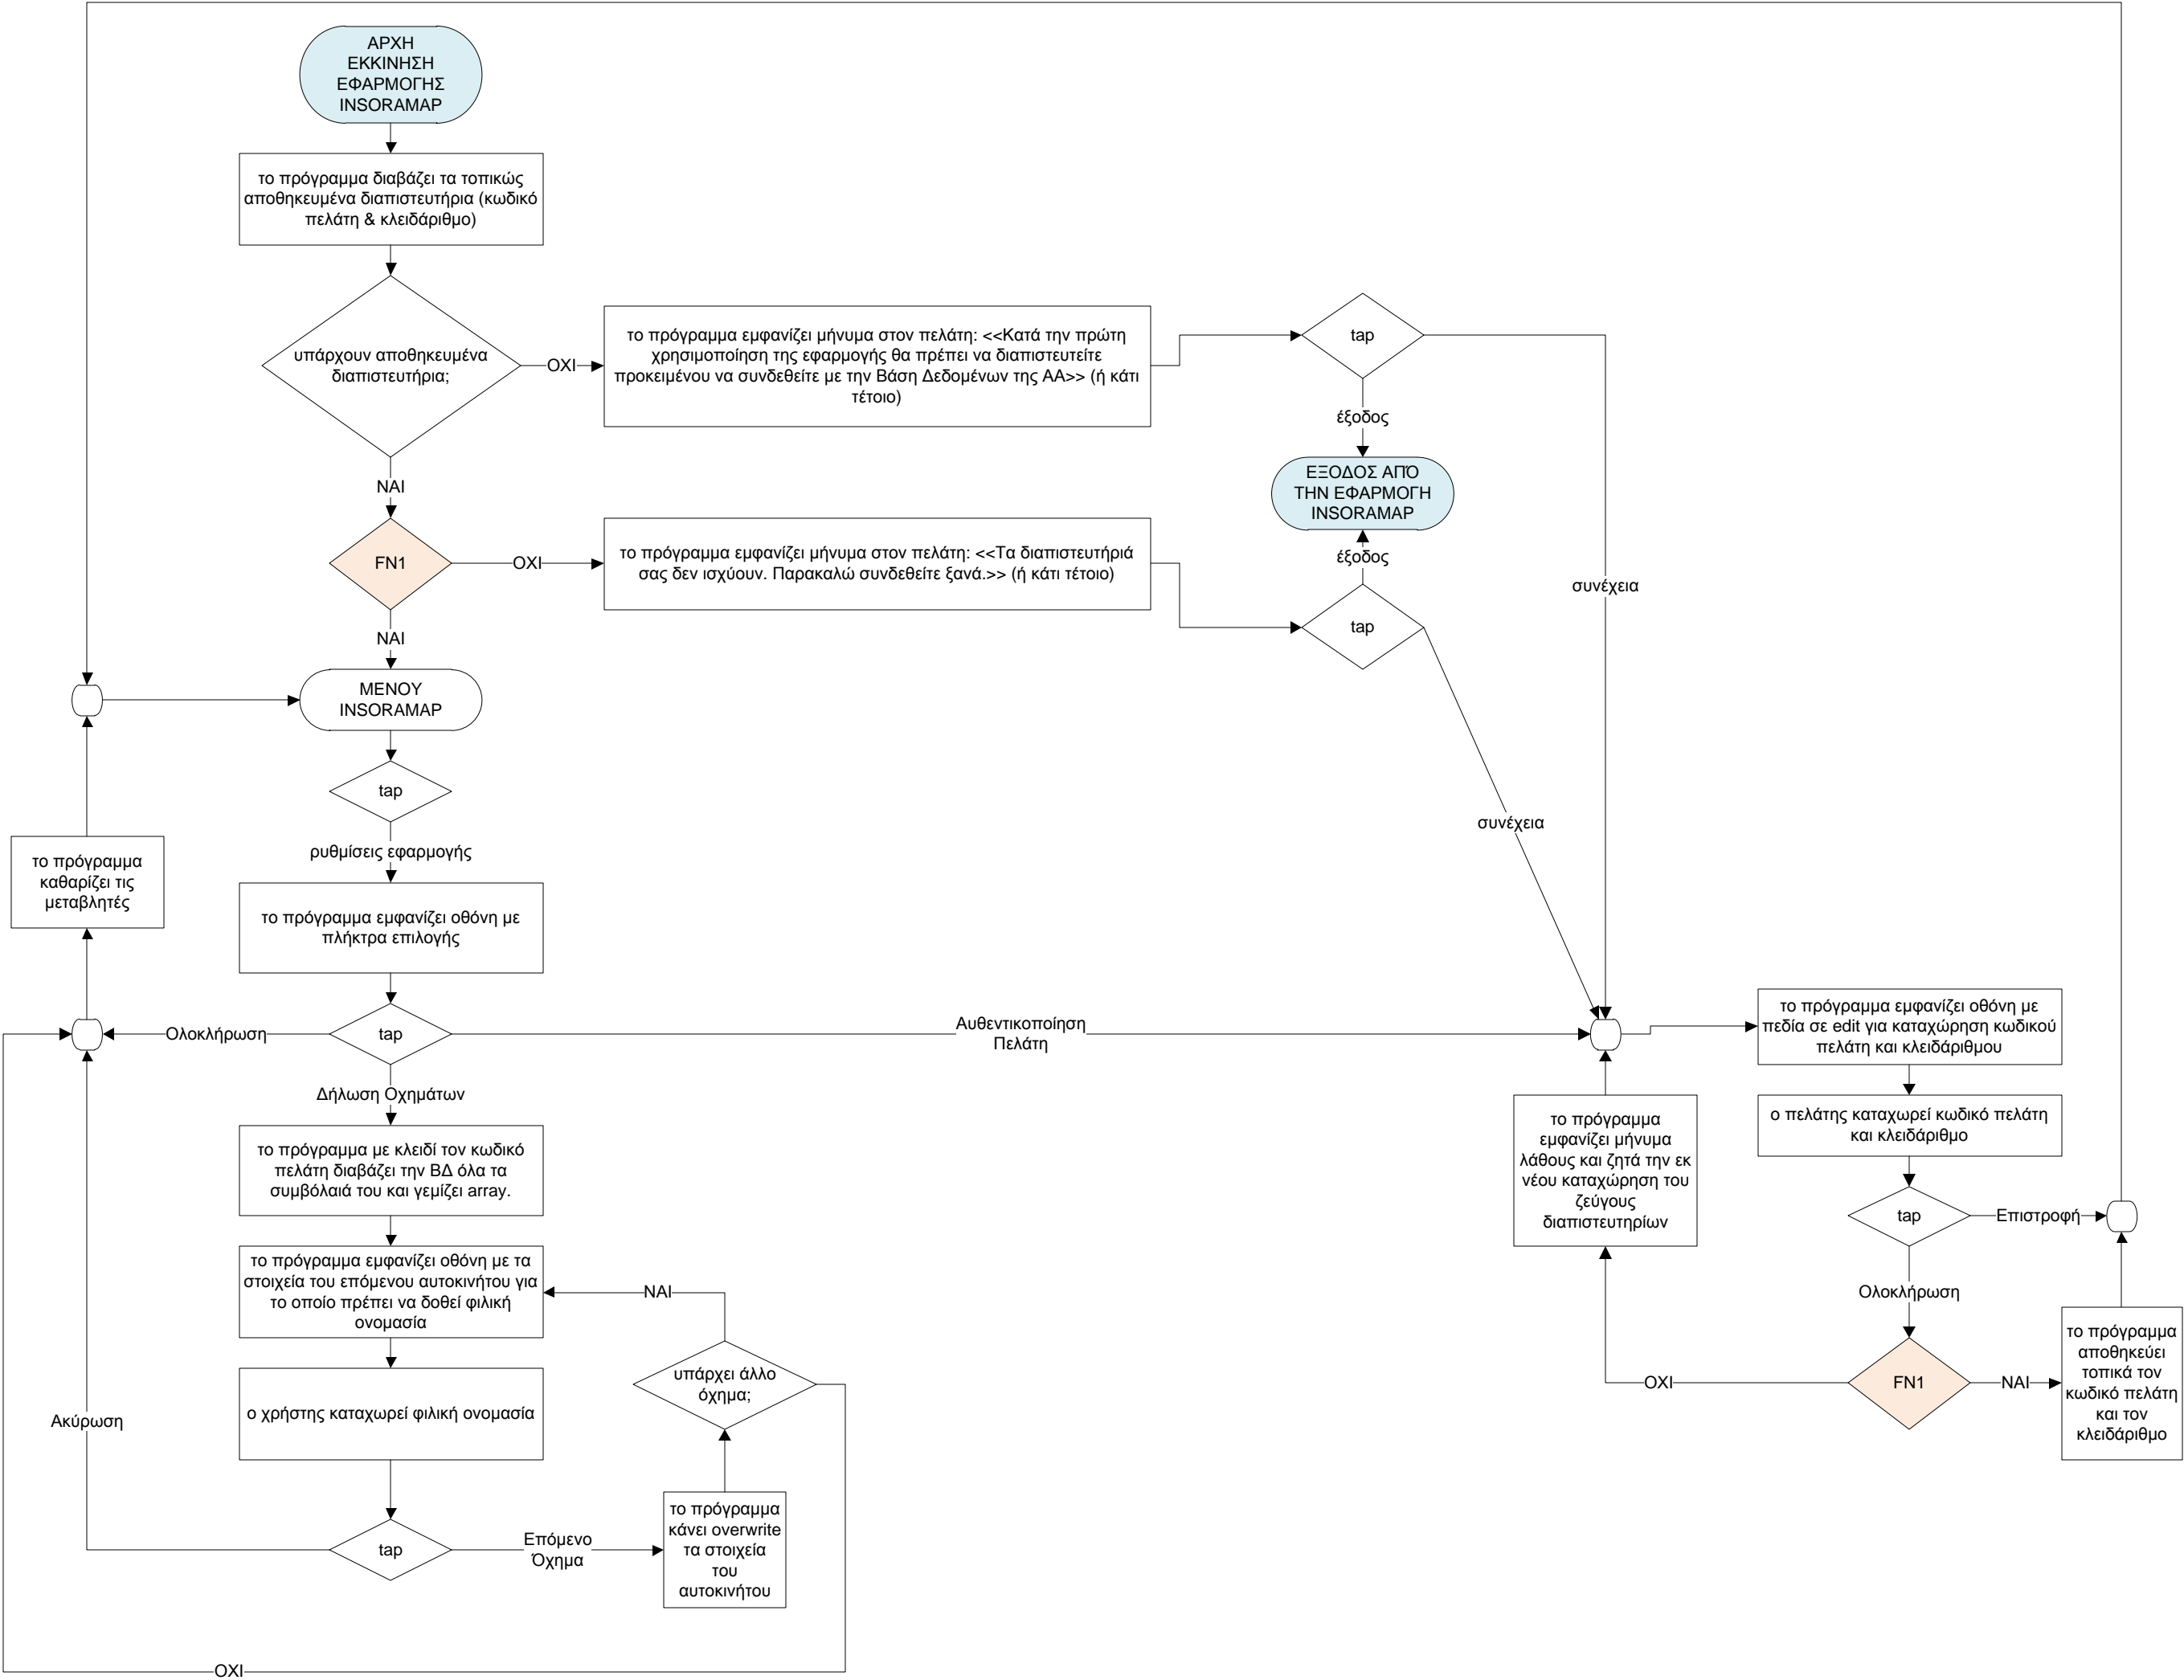 ΑΡΧΗ
ΕΚΚΙΝΗΣΗ
ΕΦΑΡΜΟΓΗΣ
INSORAMAP
το πρόγραμμα διαβάζει τα τοπικώς
αποθηκευμένα διαπιστευτήρια (κωδικό
πελάτη & κλειδάριθμο)
υπάρχουν αποθηκευμένα
διαπιστευτήρια;
ΟΧΙ
το πρόγραμμα εμφανίζει μήνυμα στον πελάτη: <<Κατά την πρώτη
χρησιμοποίηση της εφαρμογής θα πρέπει να διαπιστευτείτε
προκειμένου να συνδεθείτε με την Βάση Δεδομένων της ΑΑ>> (ή κάτι
τέτοιο)
tap
έξοδος
ΕΞΟΔΟΣ ΑΠΌ
ΤΗΝ ΕΦΑΡΜΟΓΗ
INSORAMAP
ΝΑΙ
FN1
ΟΧΙ
το πρόγραμμα εμφανίζει μήνυμα στον πελάτη: <<Τα διαπιστευτήριά
σας δεν ισχύουν. Παρακαλώ συνδεθείτε ξανά.>> (ή κάτι τέτοιο)
έξοδος
tap
συνέχεια
συνέχεια
ΝΑΙ
ΜΕΝΟΥ
INSORAMAP
tap
ρυθμίσεις εφαρμογής
το πρόγραμμα
καθαρίζει τις
μεταβλητές
το πρόγραμμα εμφανίζει οθόνη με
πλήκτρα επιλογής
Ολοκλήρωση
tap
Αυθεντικοποίηση
Πελάτη
Δήλωση Οχημάτων
το πρόγραμμα με κλειδί τον κωδικό
πελάτη διαβάζει την ΒΔ όλα τα
συμβόλαιά του και γεμίζει array.
το πρόγραμμα εμφανίζει οθόνη με τα
στοιχεία του επόμενου αυτοκινήτου για
το οποίο πρέπει να δοθεί φιλική
ονομασία
ΝΑΙ
υπάρχει άλλο
όχημα;
ο χρήστης καταχωρεί φιλική ονομασία
Ακύρωση
tap
Επόμενο
Όχημα
το πρόγραμμα
κάνει overwrite
τα στοιχεία
του
αυτοκινήτου
ΟΧΙ
το πρόγραμμα εμφανίζει οθόνη με
πεδία σε edit για καταχώρηση κωδικού
πελάτη και κλειδάριθμου
ο πελάτης καταχωρεί κωδικό πελάτη
και κλειδάριθμο
το πρόγραμμα
εμφανίζει μήνυμα
λάθους και ζητά την εκ
νέου καταχώρηση του
ζεύγους
διαπιστευτηρίων
tap
Επιστροφή
Ολοκλήρωση
ΟΧΙ
FN1
ΝΑΙ
το πρόγραμμα
αποθηκεύει
τοπικά τον
κωδικό πελάτη
και τον
κλειδάριθμο